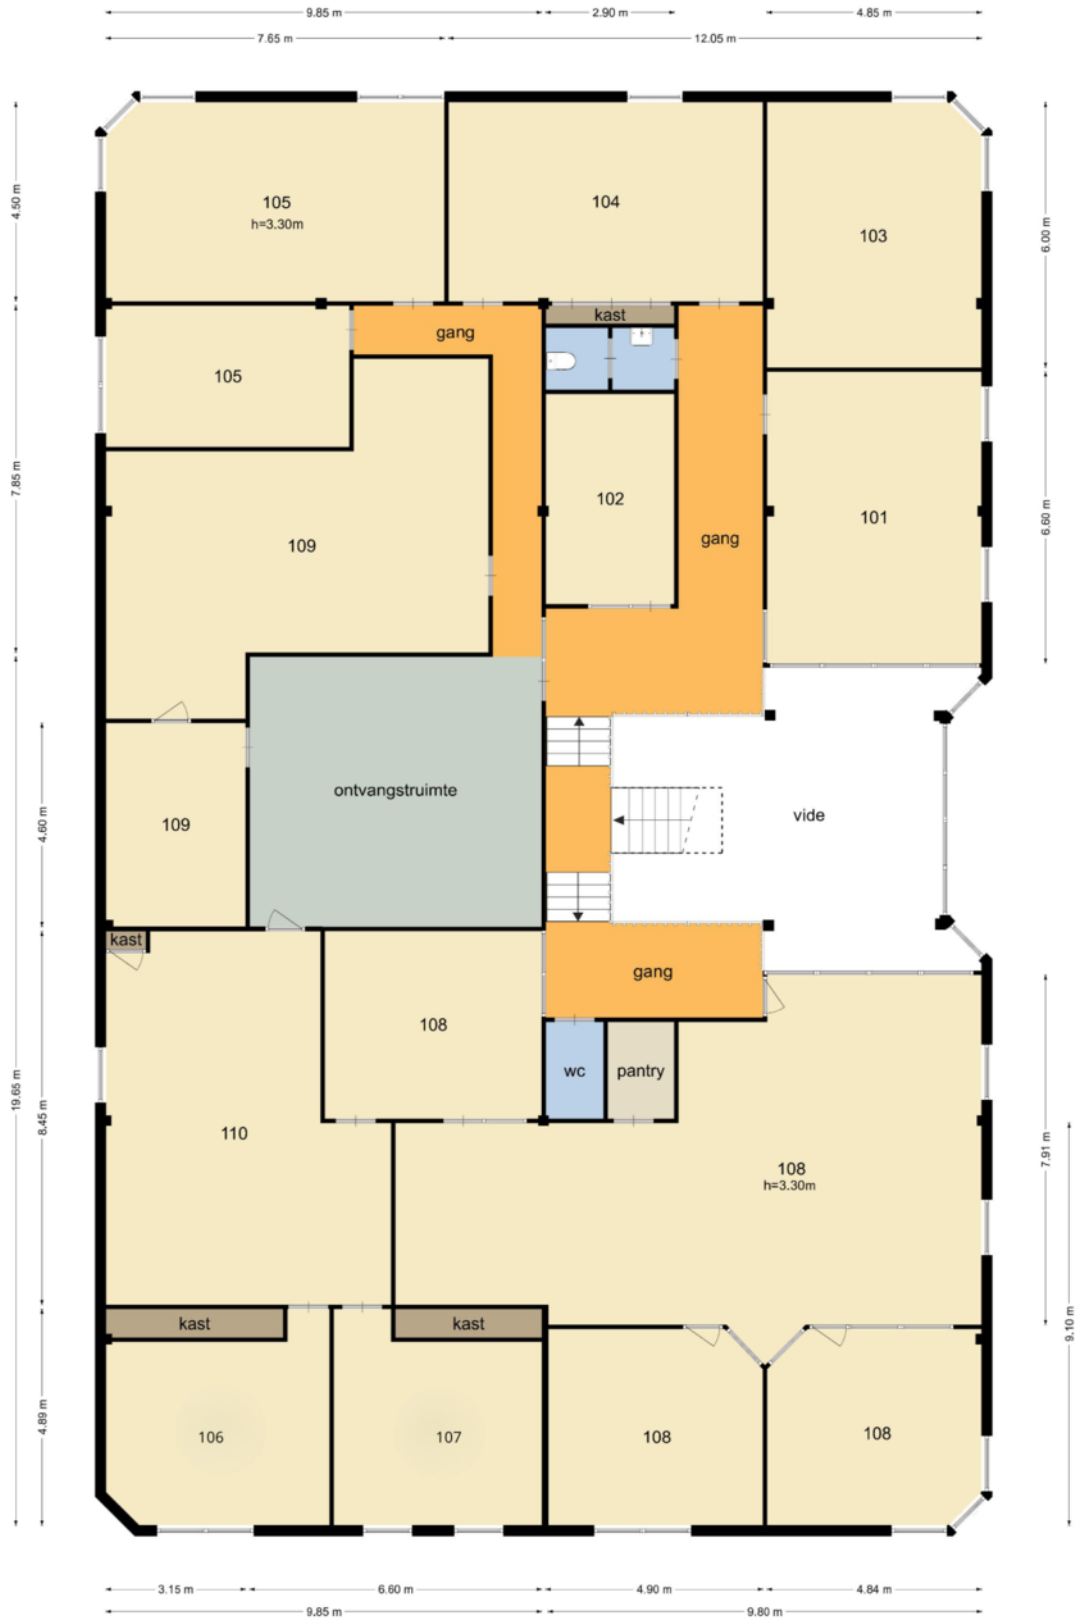 9.85 m
2.90 m
4.85 m
7.65 m
12.05 m
4.50 m
6.00 m
105
h=3.30m
104
103
kast
gang
105
7.85 m
102
101
6.60 m
109
gang
ontvangstruimte
vide
109
4.60 m
kast
gang
108
wc
pantry
19.65 m
8.45 m
110
108
h=3.30m
7.91 m
kast
kast
9.10 m
4.89 m
106
107
108
108
3.15 m
6.60 m
4.90 m
4.84 m
9.85 m
9.80 m